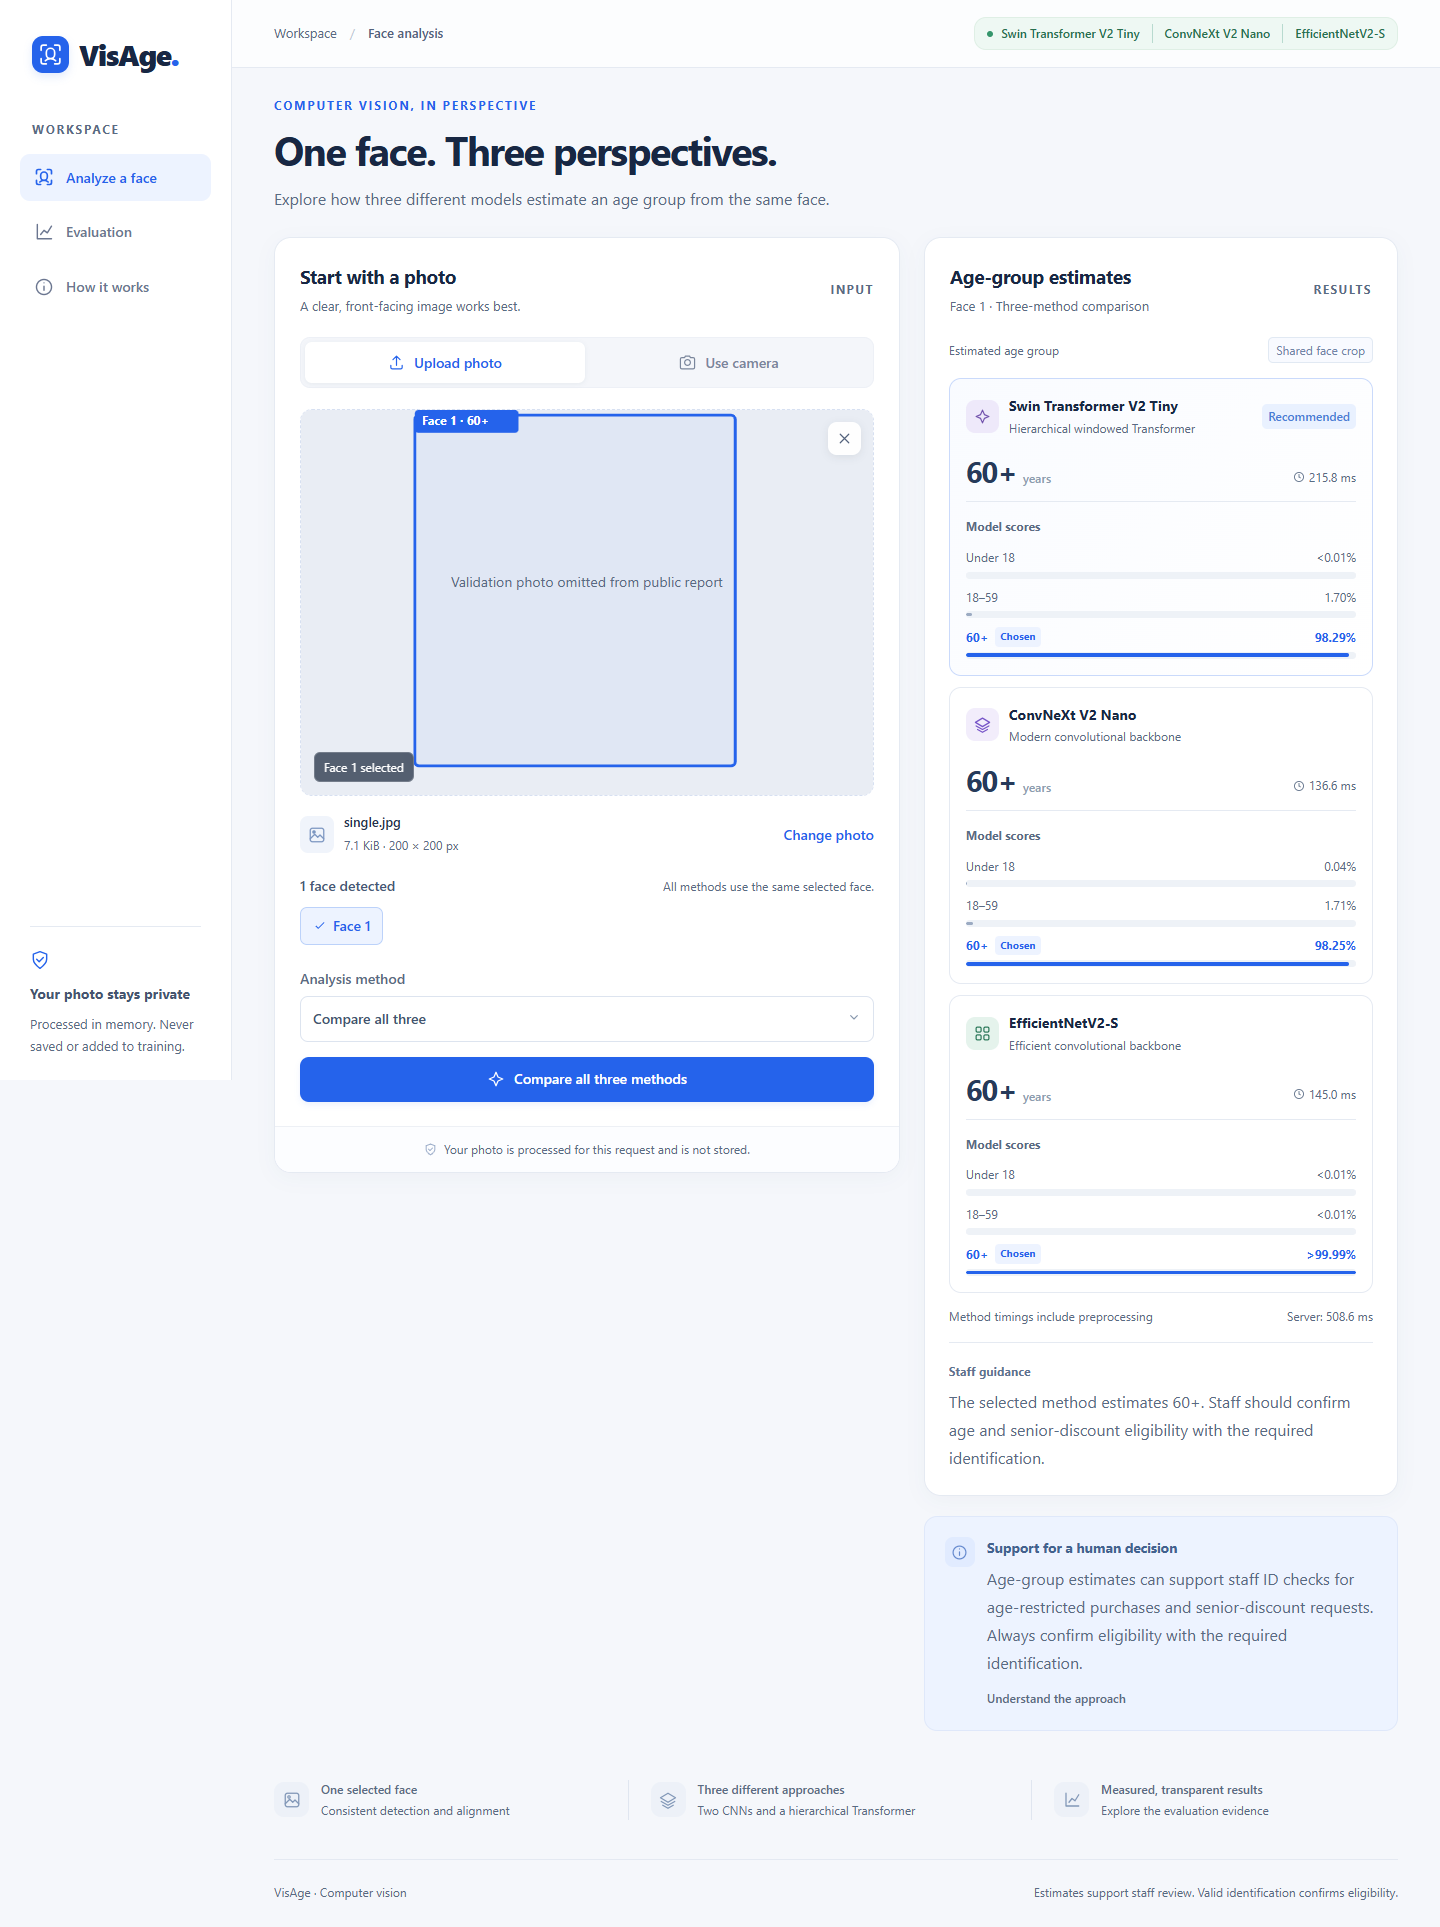 VisAge.
WORKSPACE
Analyze a face
Evaluation
How it works
Your photo stays private
Processed in memory. Never
saved or added to training.
Workspace / Face analysis
Swin Transformer V2 Tiny
ConvNeXt V2 Nano
EfficientNetV2-S
COMPUTER VISION, IN PERSPECTIVE
One face. Three perspectives.
Explore how three different models estimate an age group from the same face.
Start with a photo
A clear, front-facing image works best.
INPUT
Upload photo
Use camera
Face 1 · 60+
Validation photo omitted from public report
Face 1 selected
single.jpg
7.1 KiB · 200 × 200 px
Change photo
1 face detected
All methods use the same selected face.
Face 1
Analysis method
Compare all three
Compare all three methods
Your photo is processed for this request and is not stored.
Age-group estimates
Face 1 · Three-method comparison
RESULTS
Estimated age group
Shared face crop
Swin Transformer V2 Tiny
Hierarchical windowed Transformer
Recommended
60+ years
215.8 ms
Model scores
Under 18 <0.01%
18–59 1.70%
60+ Chosen 98.29%
ConvNeXt V2 Nano
Modern convolutional backbone
60+ years
136.6 ms
Model scores
Under 18 0.04%
18–59 1.71%
60+ Chosen 98.25%
EfficientNetV2-S
Efficient convolutional backbone
60+ years
145.0 ms
Model scores
Under 18 <0.01%
18–59 <0.01%
60+ Chosen >99.99%
Method timings include preprocessing
Server: 508.6 ms
Staff guidance
The selected method estimates 60+. Staff should confirm
age and senior-discount eligibility with the required
identification.
Support for a human decision
Age-group estimates can support staff ID checks for
age-restricted purchases and senior-discount requests.
Always confirm eligibility with the required
identification.
Understand the approach
One selected face
Consistent detection and alignment
Three different approaches
Two CNNs and a hierarchical Transformer
Measured, transparent results
Explore the evaluation evidence
VisAge · Computer vision
Estimates support staff review. Valid identification confirms eligibility.